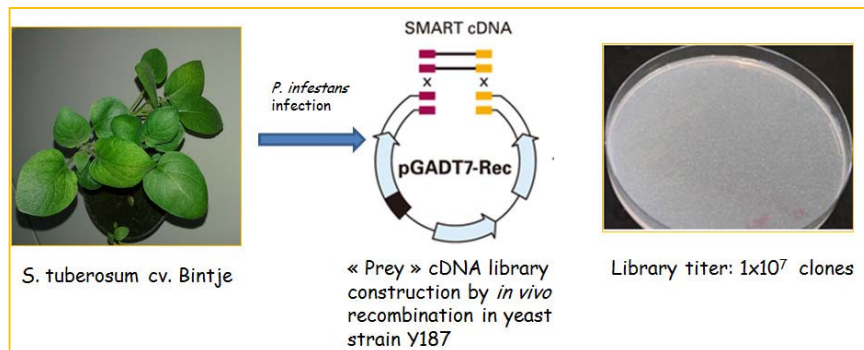 SMART cDNA
P. infestans
infection
x x
pGADT7-Rec
S. tuberosum cv. Bintje
« Prey » cDNA library
construction by in vivo
recombination in yeast
strain Y187
Library titer: 1x10⁷ clones